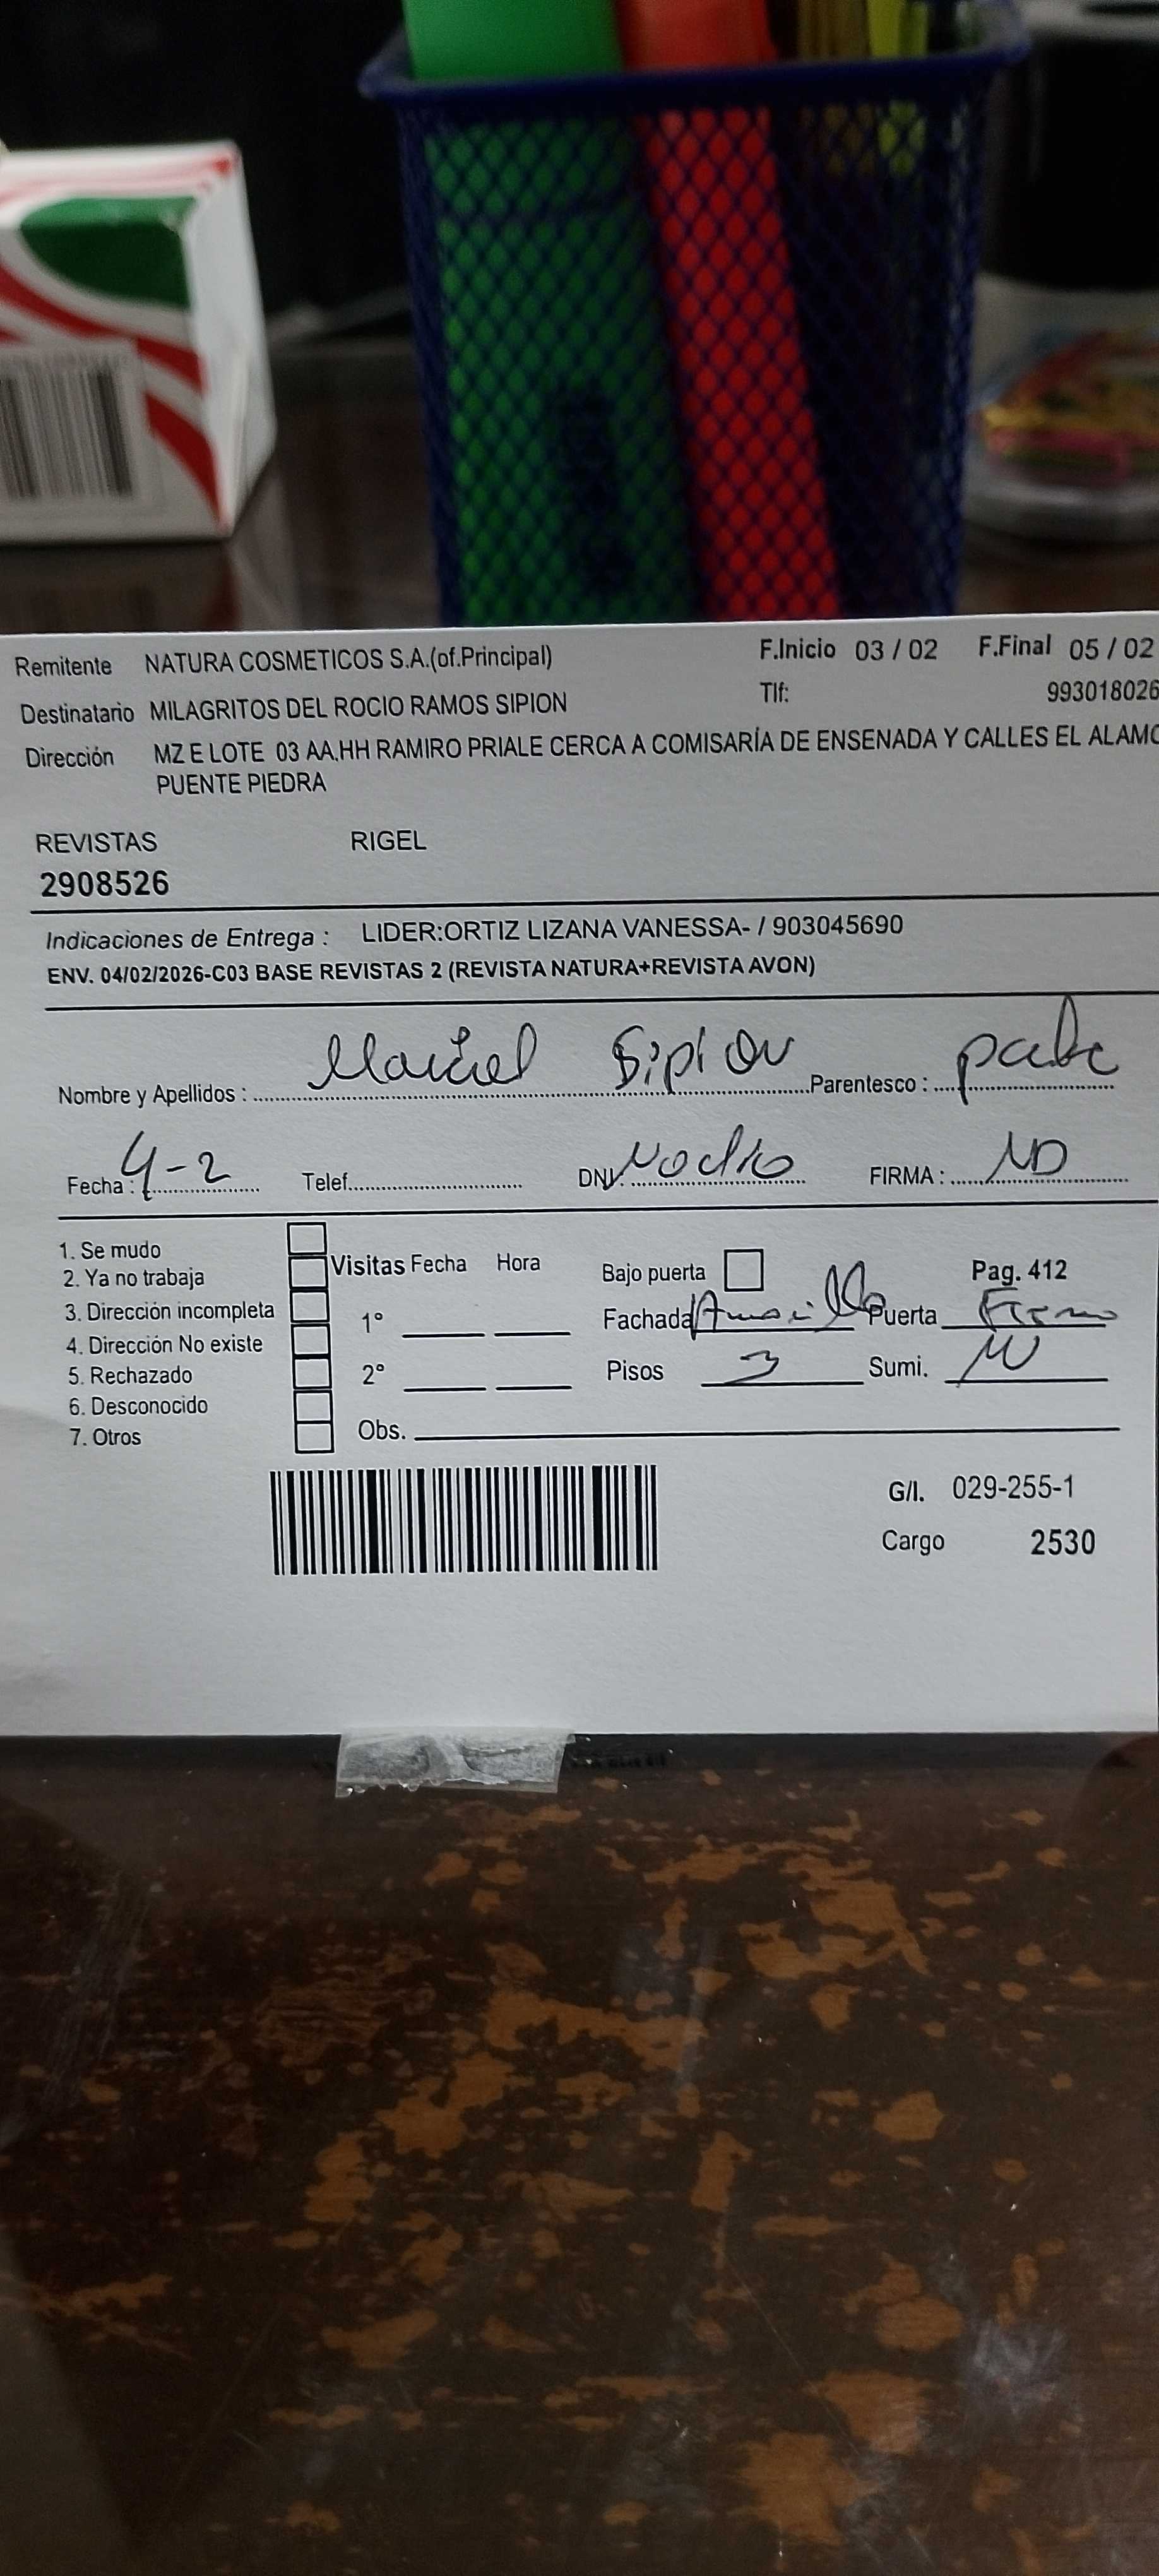 Remitente NATURA COSMETICOS S.A.(of.Principal) F.Inicio 03 / 02 F.Final 05 / 02
Destinatario MILAGRITOS DEL ROCIO RAMOS SIPION Tlf: 993018026
Dirección MZ E LOTE 03 AA.HH RAMIRO PRIALE CERCA A COMISARÍA DE ENSENADA Y CALLES EL ALAMO
PUENTE PIEDRA
REVISTAS RIGEL
2908526
Indicaciones de Entrega : LIDER:ORTIZ LIZANA VANESSA- / 903045690
ENV. 04/02/2026-C03 BASE REVISTAS 2 (REVISTA NATURA+REVISTA AVON)
Nombre y Apellidos : Sipion Parentesco :
Fecha : 4-2 Telef. DNI. FIRMA : ND
1. Se mudo
2. Ya no trabaja Visitas Fecha Hora Bajo puerta Pag. 412
3. Dirección incompleta 1° Fachada Amarillo Puerta Fierro
4. Dirección No existe
5. Rechazado 2° Pisos 3 Sumi.
6. Desconocido
7. Otros Obs.
G/I. 029-255-1
Cargo 2530